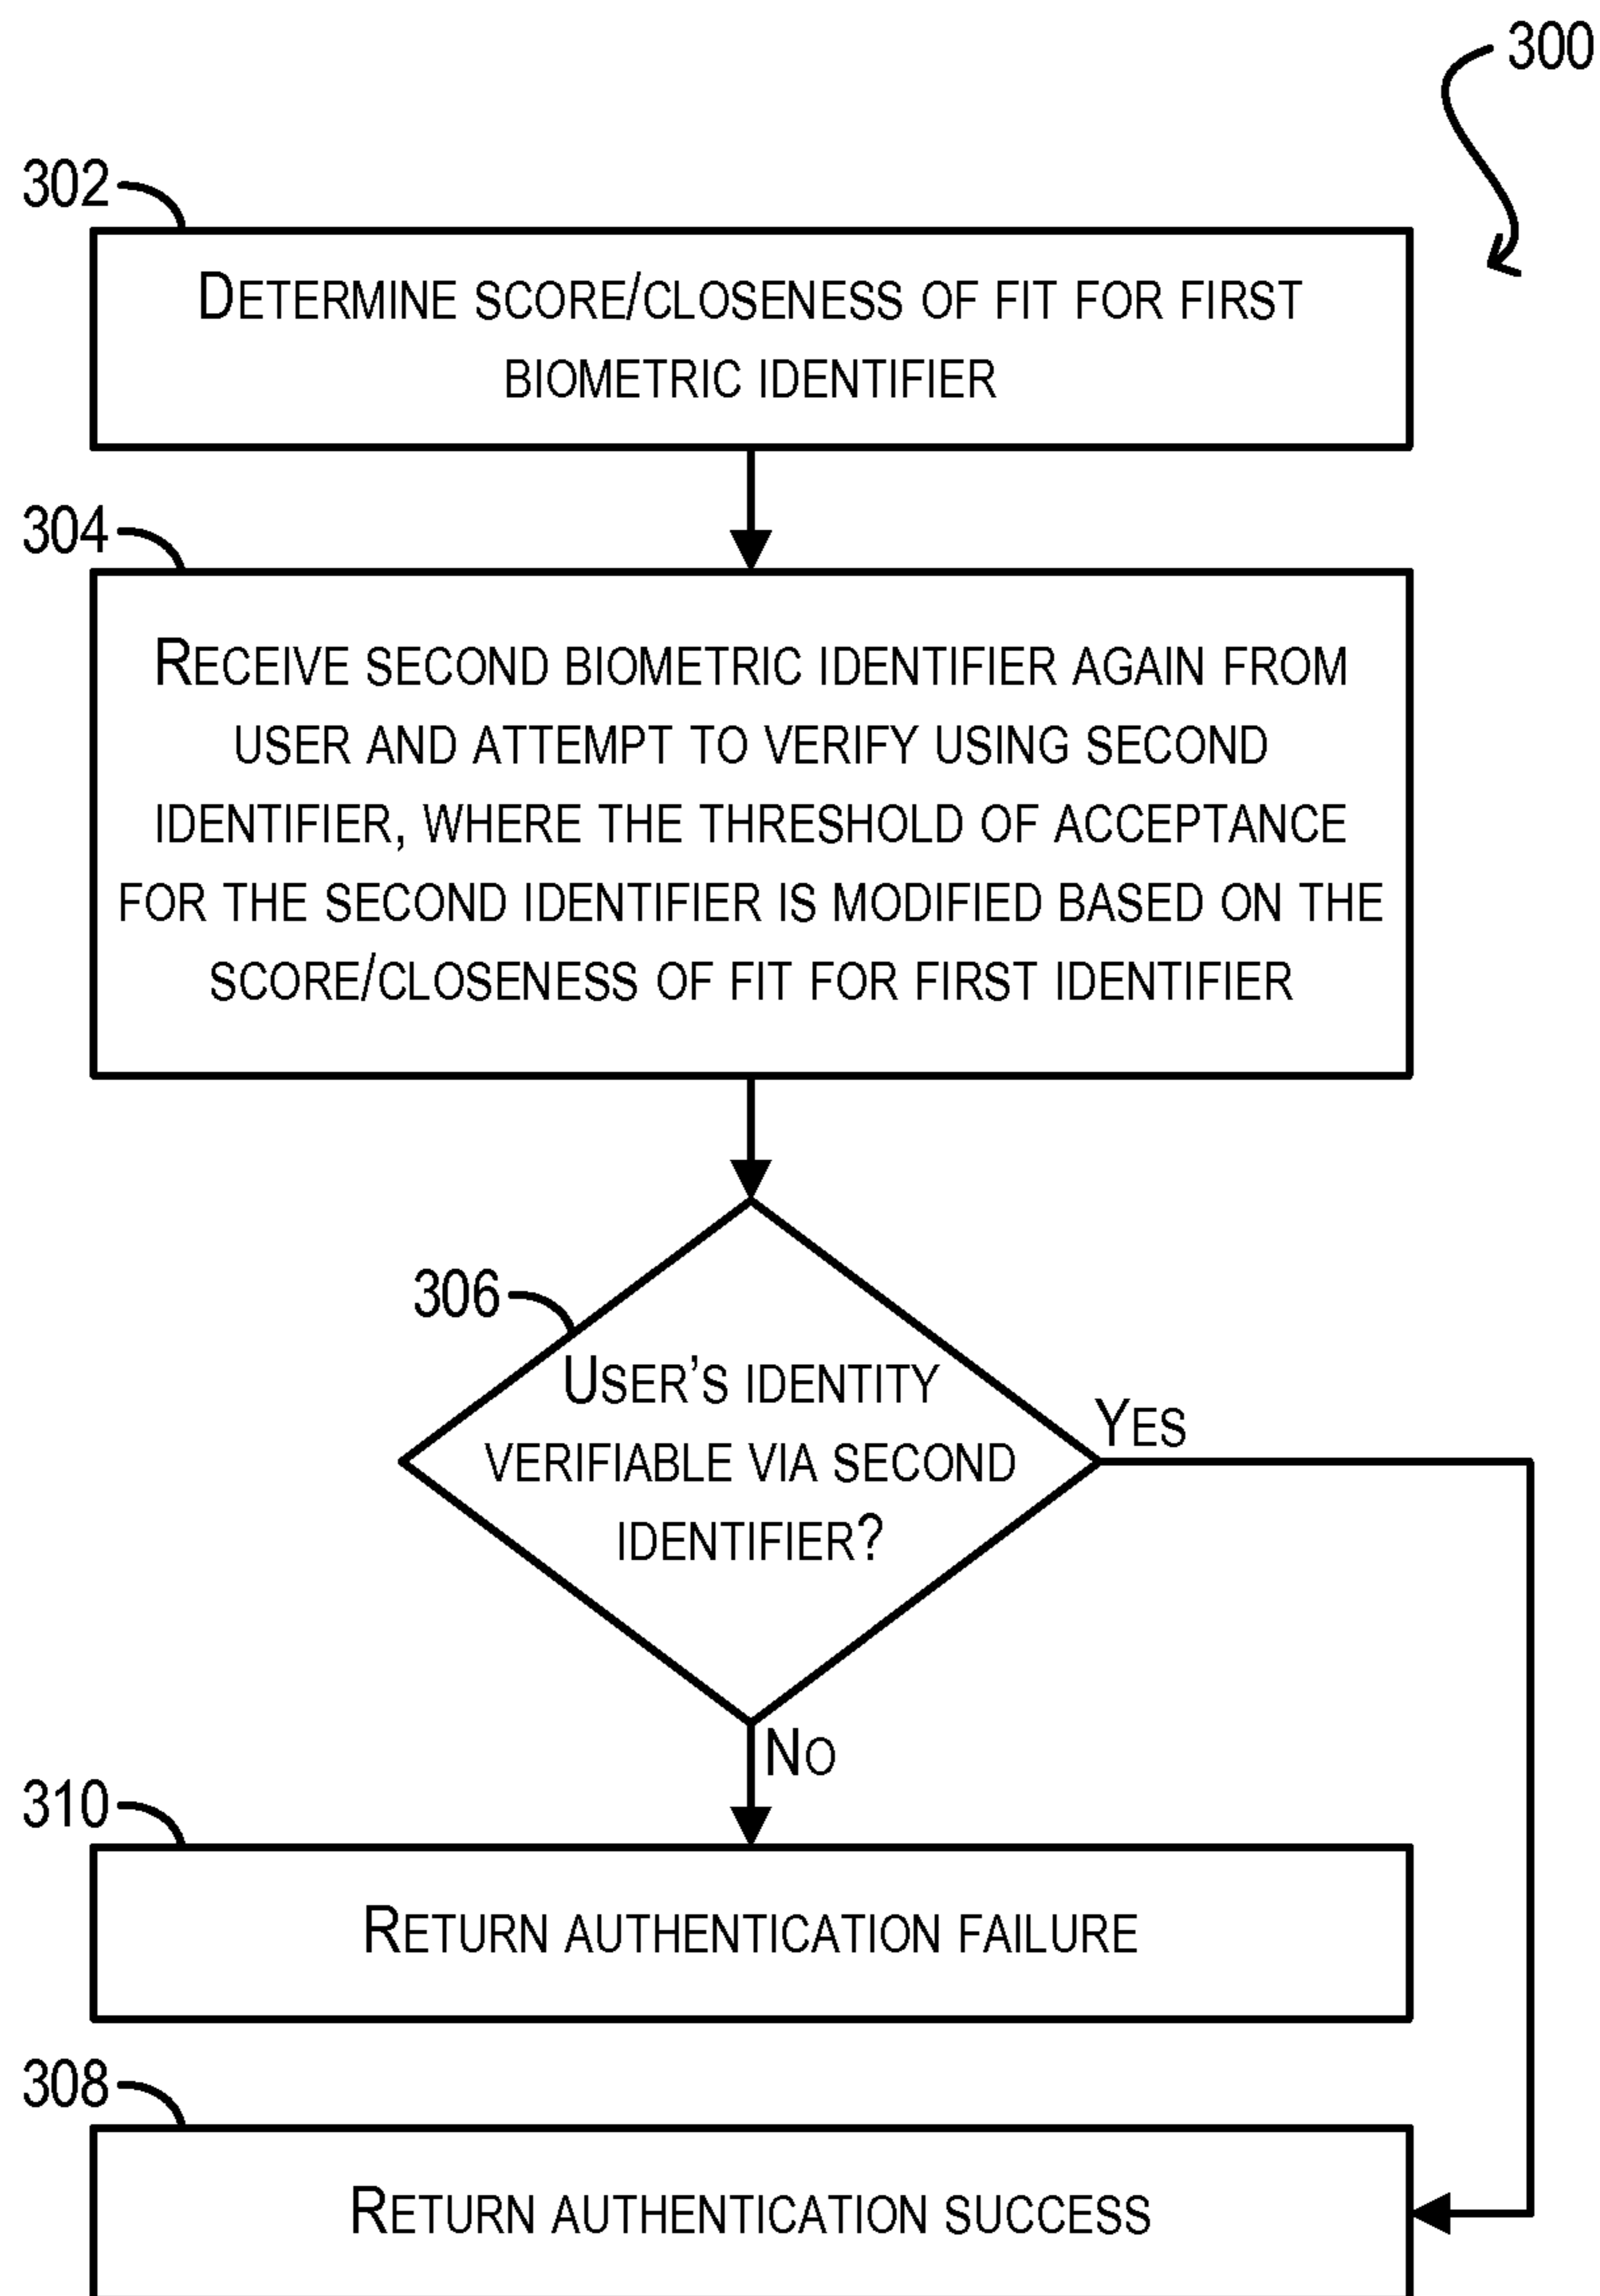 300
302
DETERMINE SCORE/CLOSENESS OF FIT FOR FIRST
BIOMETRIC IDENTIFIER
304
RECEIVE SECOND BIOMETRIC IDENTIFIER AGAIN FROM
USER AND ATTEMPT TO VERIFY USING SECOND
IDENTIFIER, WHERE THE THRESHOLD OF ACCEPTANCE
FOR THE SECOND IDENTIFIER IS MODIFIED BASED ON THE
SCORE/CLOSENESS OF FIT FOR FIRST IDENTIFIER
306
USER’S IDENTITY
VERIFIABLE VIA SECOND
IDENTIFIER?
YES
NO
310
RETURN AUTHENTICATION FAILURE
308
RETURN AUTHENTICATION SUCCESS